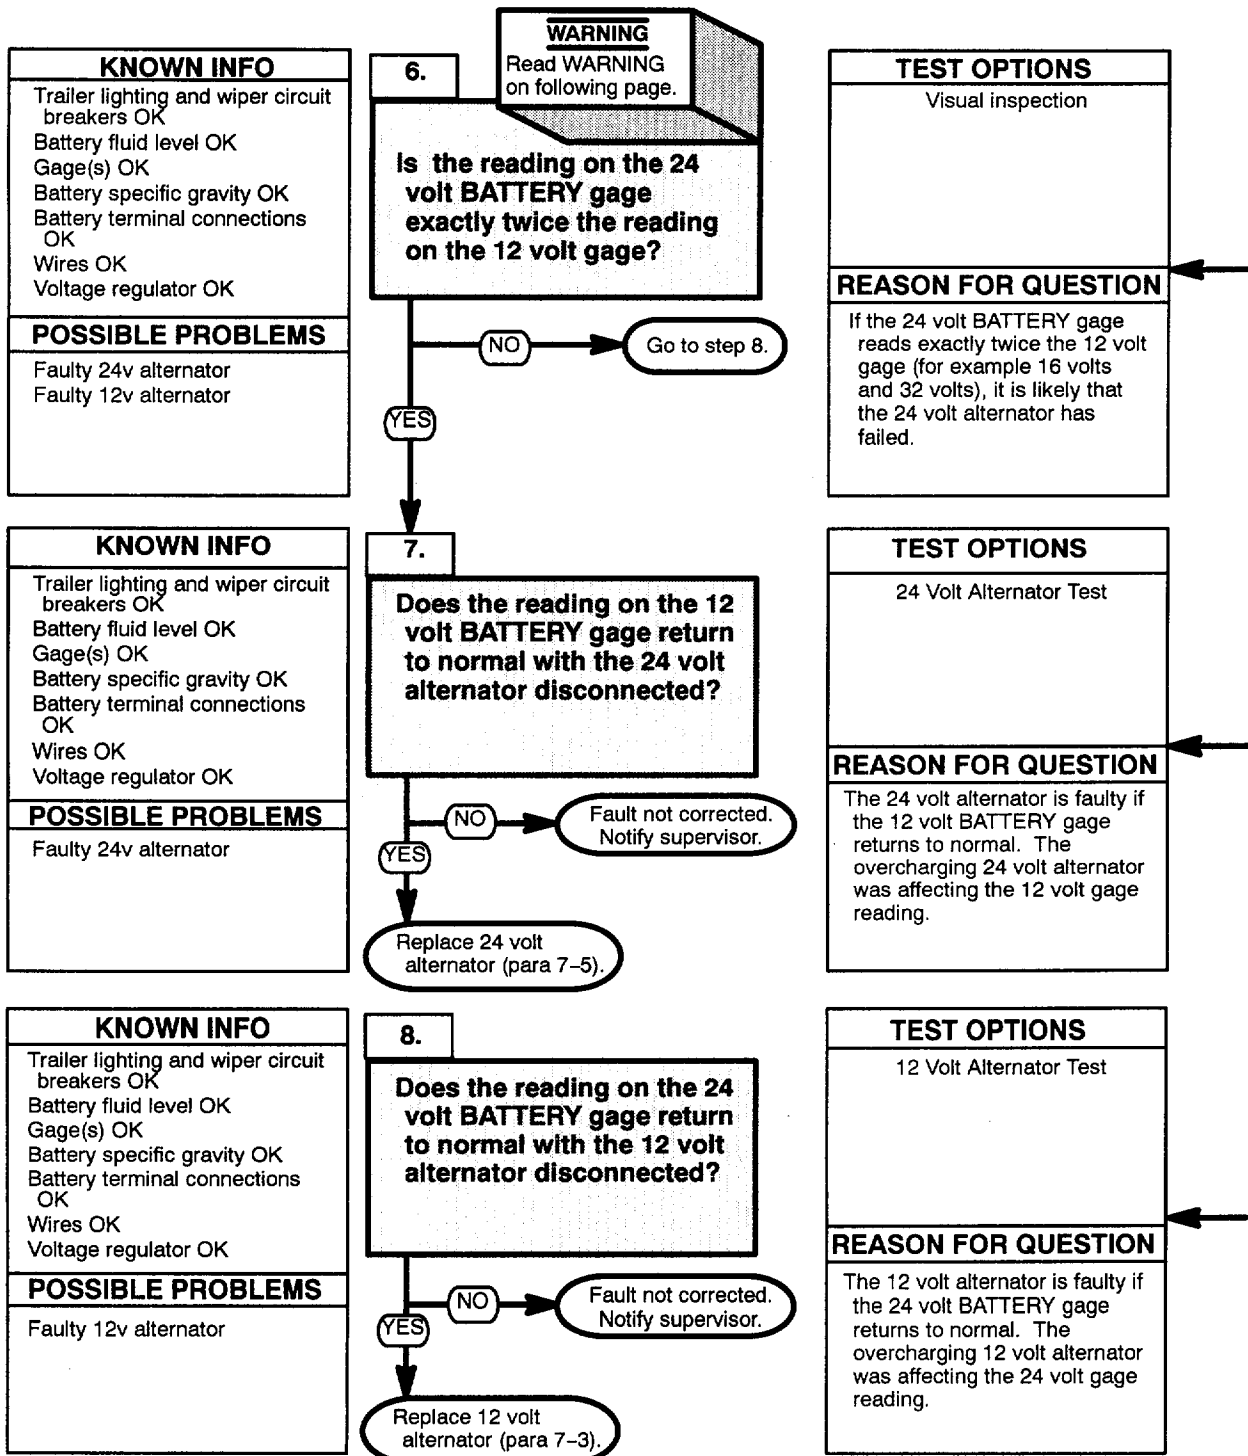 KNOWN INFO
Trailer lighting and wiper circuit
breakers OK
Battery fluid level OK
Gage(s) OK
Battery specific gravity OK
Battery terminal connections
OK
Wires OK
Voltage regulator OK
POSSIBLE PROBLEMS
Faulty 24v alternator
Faulty 12v alternator
6.
WARNING
Read WARNING
on following page.
Is the reading on the 24
volt BATTERY gage
exactly twice the reading
on the 12 volt gage?
NO
Go to step 8.
YES
TEST OPTIONS
Visual inspection
REASON FOR QUESTION
If the 24 volt BATTERY gage
reads exactly twice the 12 volt
gage (for example 16 volts
and 32 volts), it is likely that
the 24 volt alternator has
failed.
KNOWN INFO
Trailer lighting and wiper circuit
breakers OK
Battery fluid level OK
Gage(s) OK
Battery specific gravity OK
Battery terminal connections
OK
Wires OK
Voltage regulator OK
POSSIBLE PROBLEMS
Faulty 24v alternator
7.
Does the reading on the 12
volt BATTERY gage return
to normal with the 24 volt
alternator disconnected?
NO
Fault not corrected.
Notify supervisor.
YES
Replace 24 volt
alternator (para 7–5).
TEST OPTIONS
24 Volt Alternator Test
REASON FOR QUESTION
The 24 volt alternator is faulty if
the 12 volt BATTERY gage
returns to normal. The
overcharging 24 volt alternator
was affecting the 12 volt gage
reading.
KNOWN INFO
Trailer lighting and wiper circuit
breakers OK
Battery fluid level OK
Gage(s) OK
Battery specific gravity OK
Battery terminal connections
OK
Wires OK
Voltage regulator OK
POSSIBLE PROBLEMS
Faulty 12v alternator
8.
Does the reading on the 24
volt BATTERY gage return
to normal with the 12 volt
alternator disconnected?
NO
Fault not corrected.
Notify supervisor.
YES
Replace 12 volt
alternator (para 7–3).
TEST OPTIONS
12 Volt Alternator Test
REASON FOR QUESTION
The 12 volt alternator is faulty if
the 24 volt BATTERY gage
returns to normal. The
overcharging 12 volt alternator
was affecting the 24 volt gage
reading.